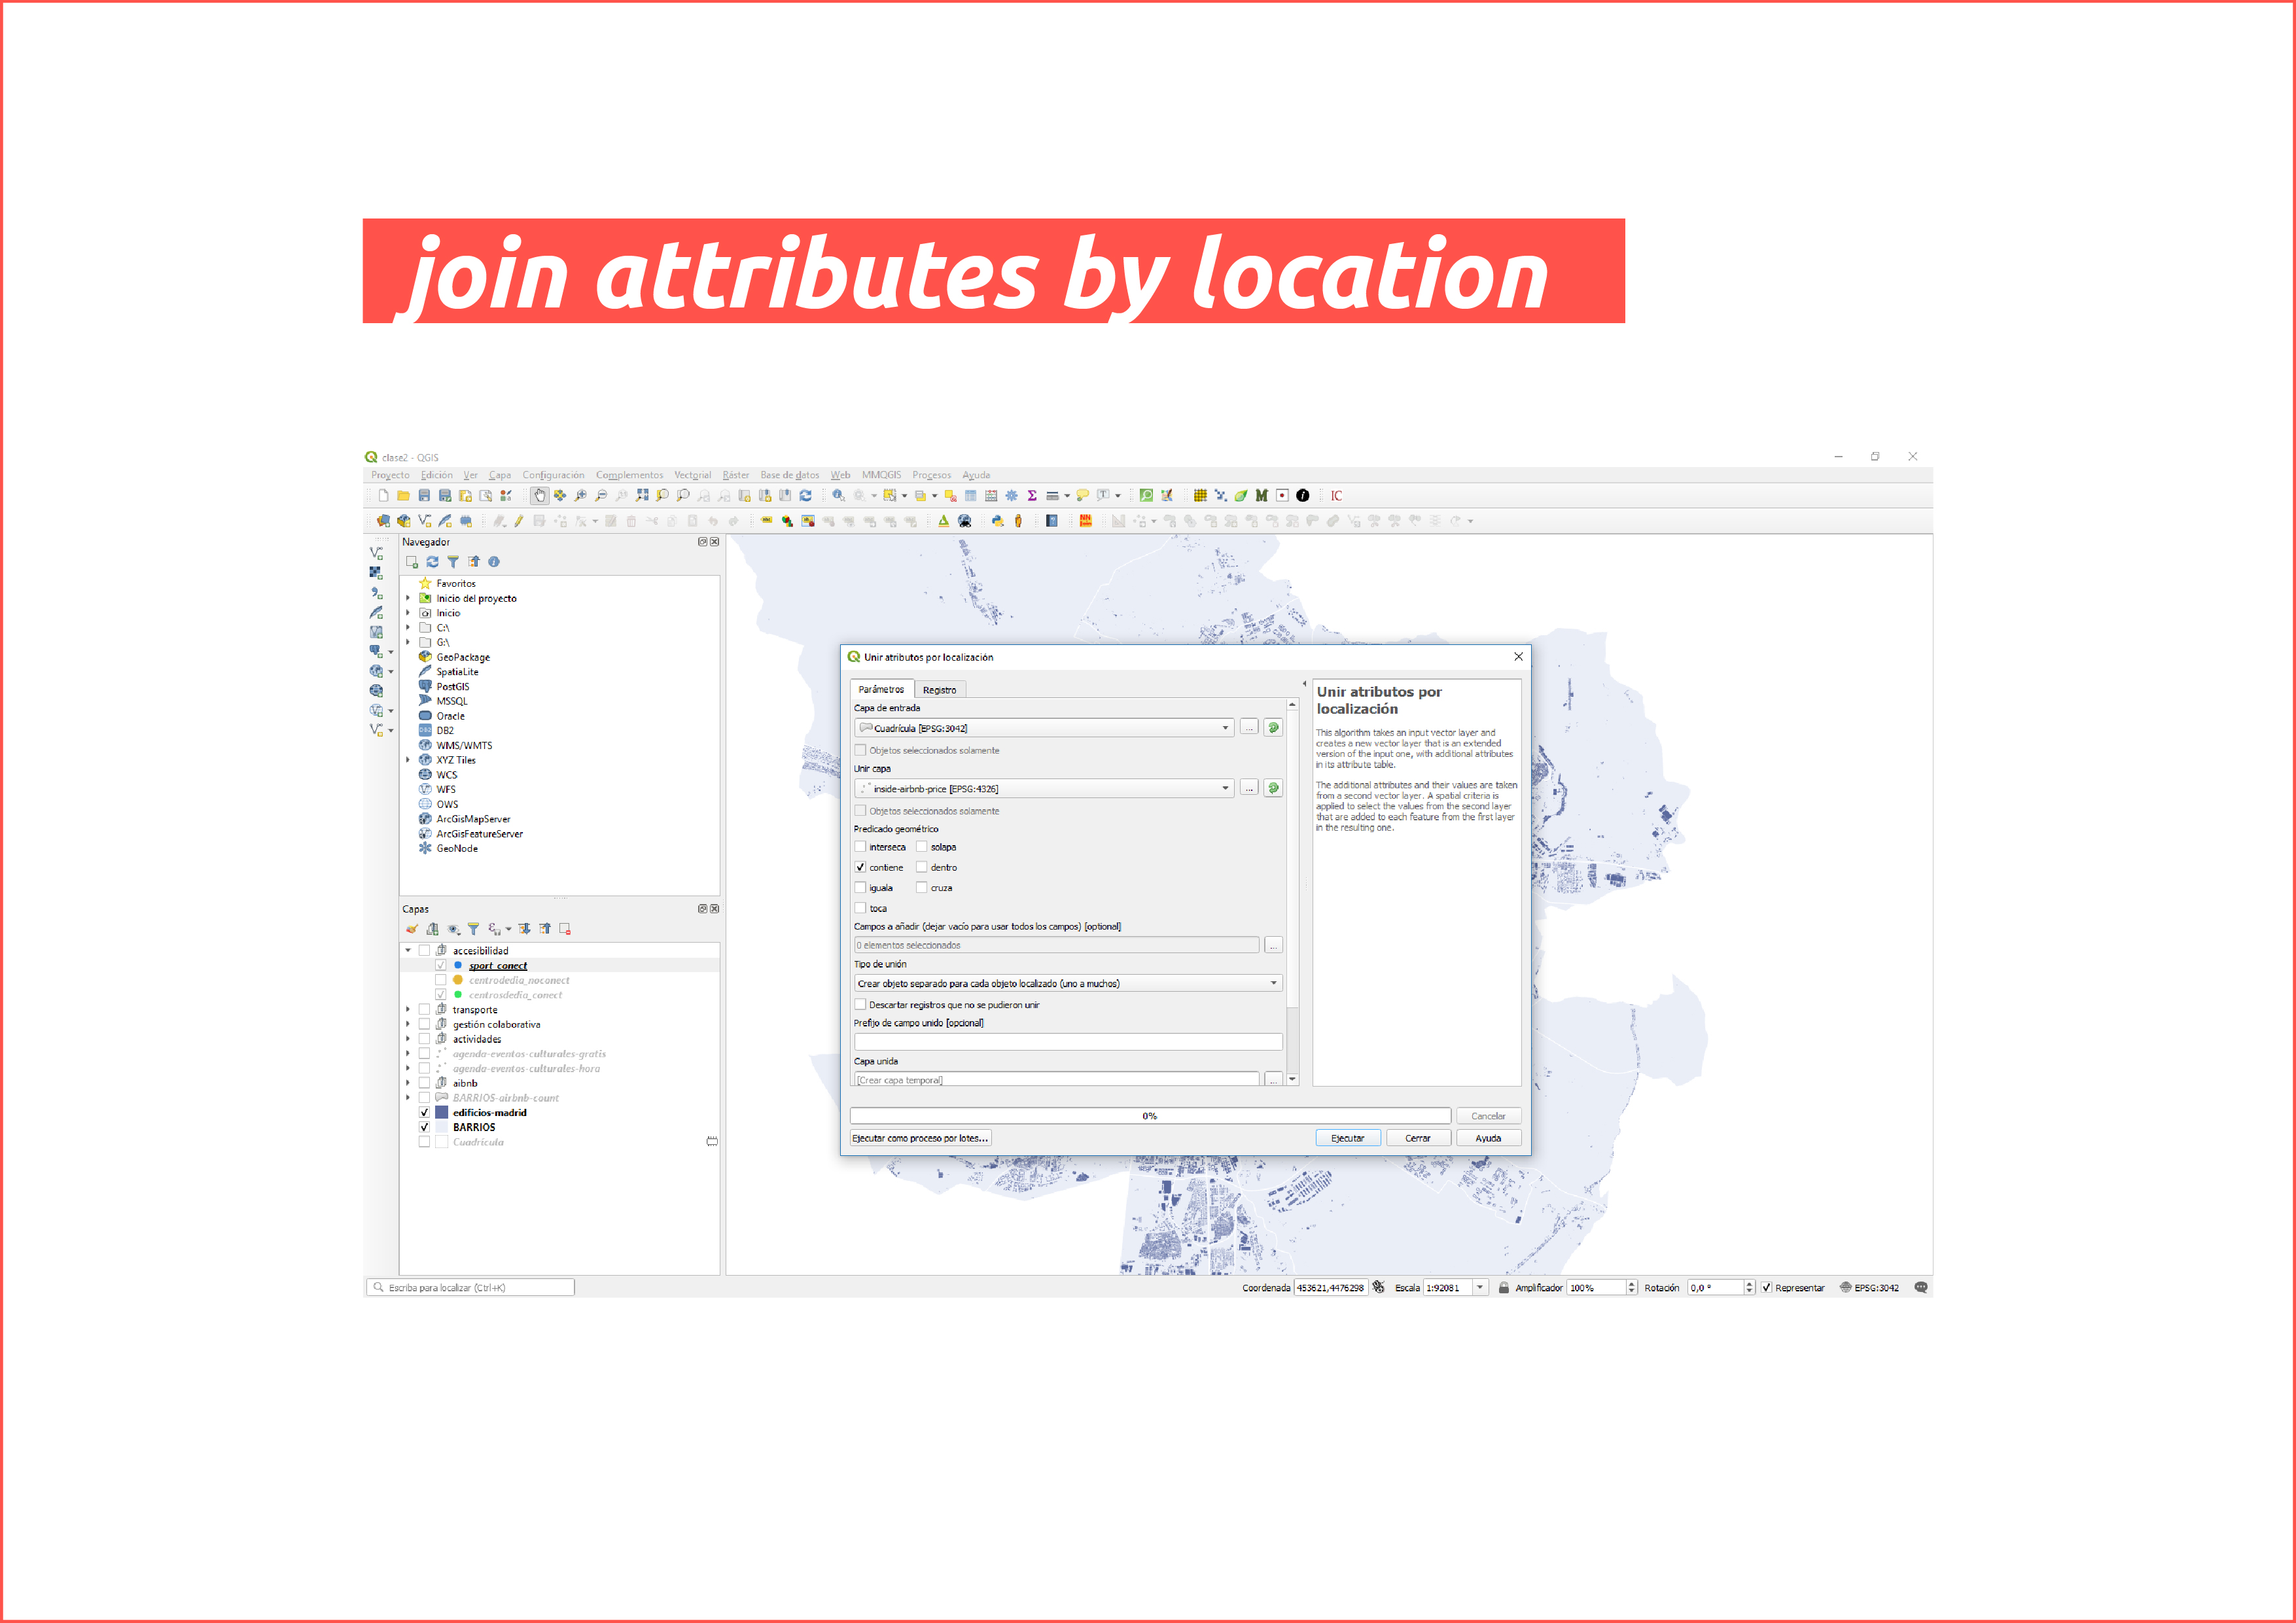 join attributes by location
clase2 - QGIS
Proyecto Edición Ver Capa Configuración Complementos Vectorial Ráster Base de datos Web MMQGIS Procesos Ayuda
IC
Navegador
Favoritos
Inicio del proyecto
Inicio
C:\
G:\
GeoPackage
SpatiaLite
PostGIS
MSSQL
Oracle
DB2
WMS/WMTS
XYZ Tiles
WCS
WFS
OWS
ArcGisMapServer
ArcGisFeatureServer
GeoNode
Capas
accesibilidad
sport_conect
centrodedia_noconect
centrosdedia_conect
transporte
gestión colaborativa
actividades
agenda-eventos-culturales-gratis
agenda-eventos-culturales-hora
aibnb
BARRIOS-airbnb-count
edificios-madrid
BARRIOS
Cuadrícula
Unir atributos por localización
Parámetros Registro
Capa de entrada
Cuadrícula [EPSG:3042]
...
Objetos seleccionados solamente
Unir capa
inside-airbnb-price [EPSG:4326]
...
Objetos seleccionados solamente
Predicado geométrico
interseca solapa
contiene dentro
iguala cruza
toca
Campos a añadir (dejar vacío para usar todos los campos) [optional]
0 elementos seleccionados
...
Tipo de unión
Crear objeto separado para cada objeto localizado (uno a muchos)
Descartar registros que no se pudieron unir
Prefijo de campo unido [opcional]
Capa unida
[Crear capa temporal]
...
Unir atributos por
localización
This algorithm takes an input vector layer and
creates a new vector layer that is an extended
version of the input one, with additional attributes
in its attribute table.
The additional attributes and their values are taken
from a second vector layer. A spatial criteria is
applied to select the values from the second layer
that are added to each feature from the first layer
in the resulting one.
0%
Cancelar
Ejecutar como proceso por lotes...
Ejecutar Cerrar Ayuda
Escriba para localizar (Ctrl+K)
Coordenada 453621,4476298 Escala 1:92081 Amplificador 100% Rotación 0,0 ° Representar EPSG:3042